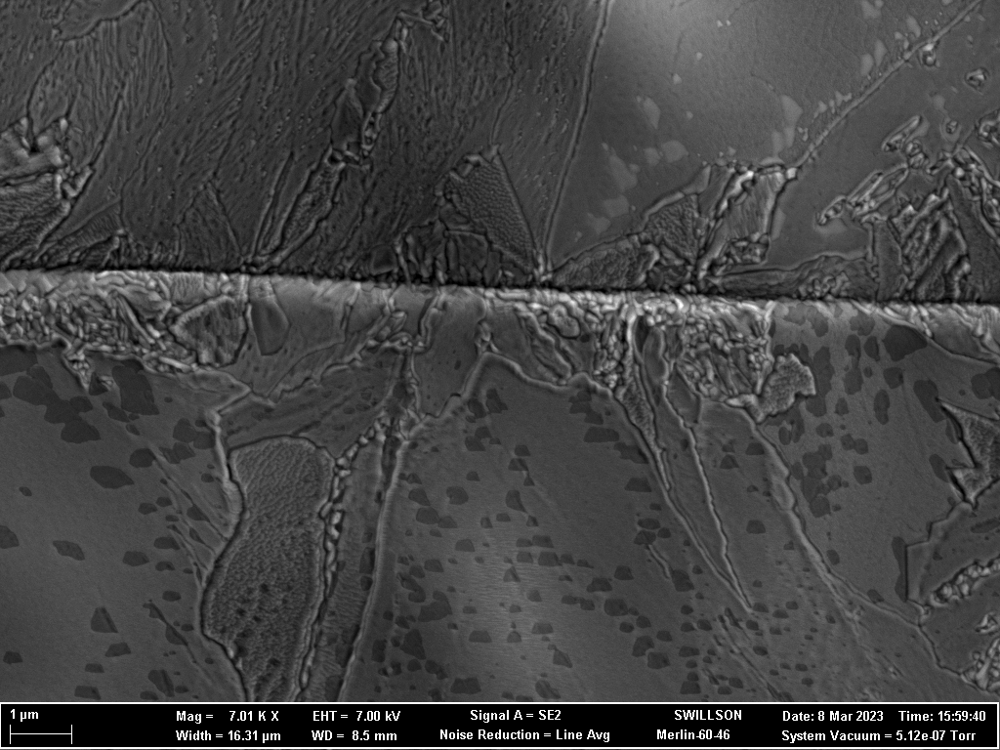 1 µm
Mag = 7.01 K X
EHT = 7.00 kV
Signal A = SE2
SWILLSON
Date: 8 Mar 2023 Time: 15:59:40
Width = 16.31 µm
WD = 8.5 mm
Noise Reduction = Line Avg
Merlin-60-46
System Vacuum = 5.12e-07 Torr